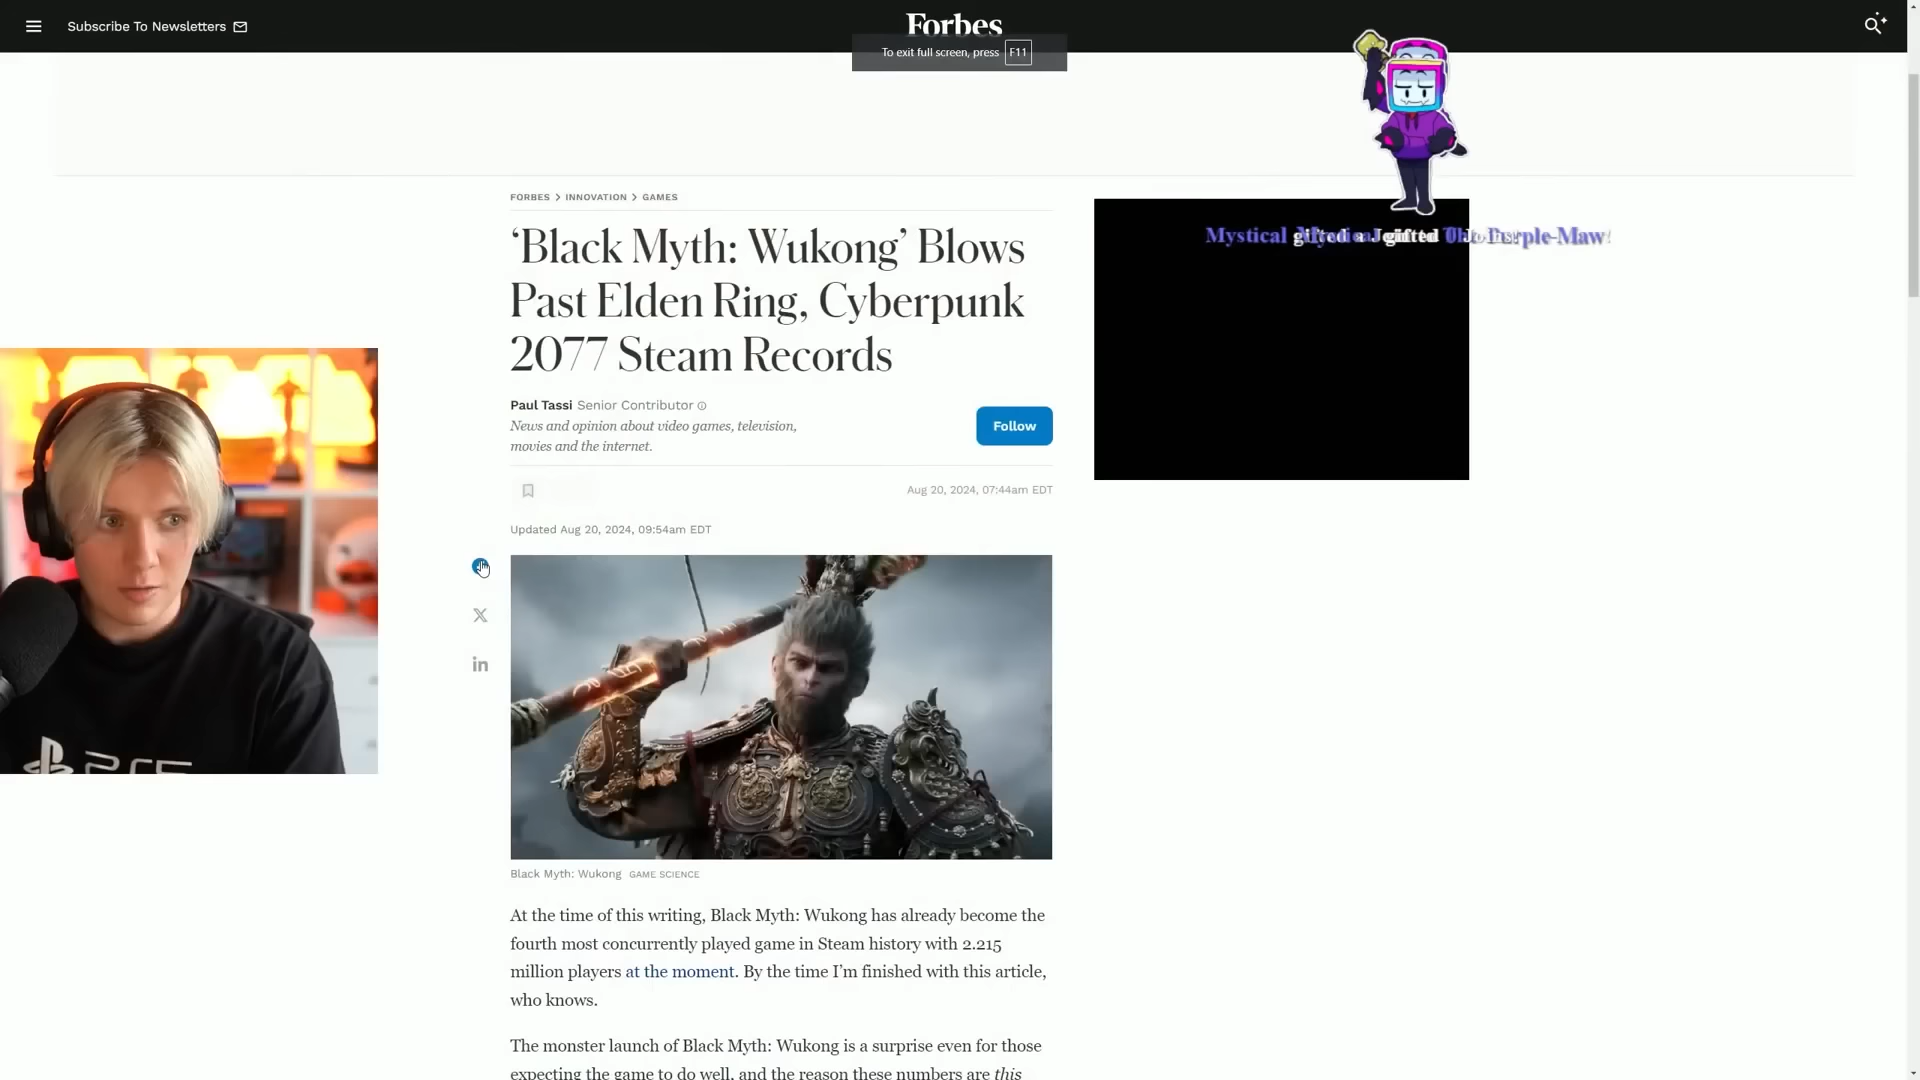 Subscribe To Newsletters
Forbes
To exit full screen, press F11
FORBES > INNOVATION > GAMES
‘Black Myth: Wukong’ Blows
Past Elden Ring, Cyberpunk
2077 Steam Records
Paul Tassi Senior Contributor
News and opinion about video games, television,
movies and the internet.
Follow
Aug 20, 2024, 07:44am EDT
Updated Aug 20, 2024, 09:54am EDT
Mystical gifted a gifted
in
Black Myth: Wukong GAME SCIENCE
At the time of this writing, Black Myth: Wukong has already become the
fourth most concurrently played game in Steam history with 2.215
million players at the moment. By the time I’m finished with this article,
who knows.
The monster launch of Black Myth: Wukong is a surprise even for those
expecting the game to do well, and the reason these numbers are this